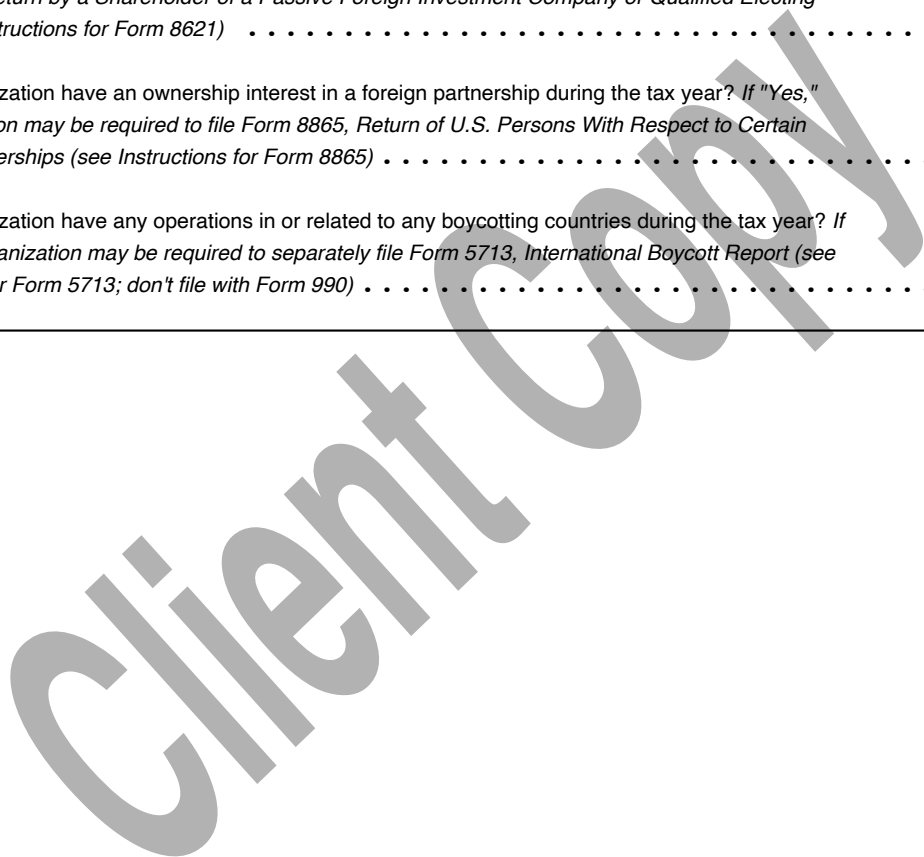 eturn by a Shareholder of a Passive Foreign Investment Company or Qualified Electing
tructions for Form 8621) . . . . . . . . . . . . . . . . . . . . . . . . . . . . . . . . . . .
zation have an ownership interest in a foreign partnership during the tax year? If "Yes,"
on may be required to file Form 8865, Return of U.S. Persons With Respect to Certain
erships (see Instructions for Form 8865) . . . . . . . . . . . . . . . . . . . . . . . . . . . .
zation have any operations in or related to any boycotting countries during the tax year? If
anization may be required to separately file Form 5713, International Boycott Report (see
r Form 5713; don't file with Form 990) . . . . . . . . . . . . . . . . . . . . . . . . . . . . . .
Client Copy